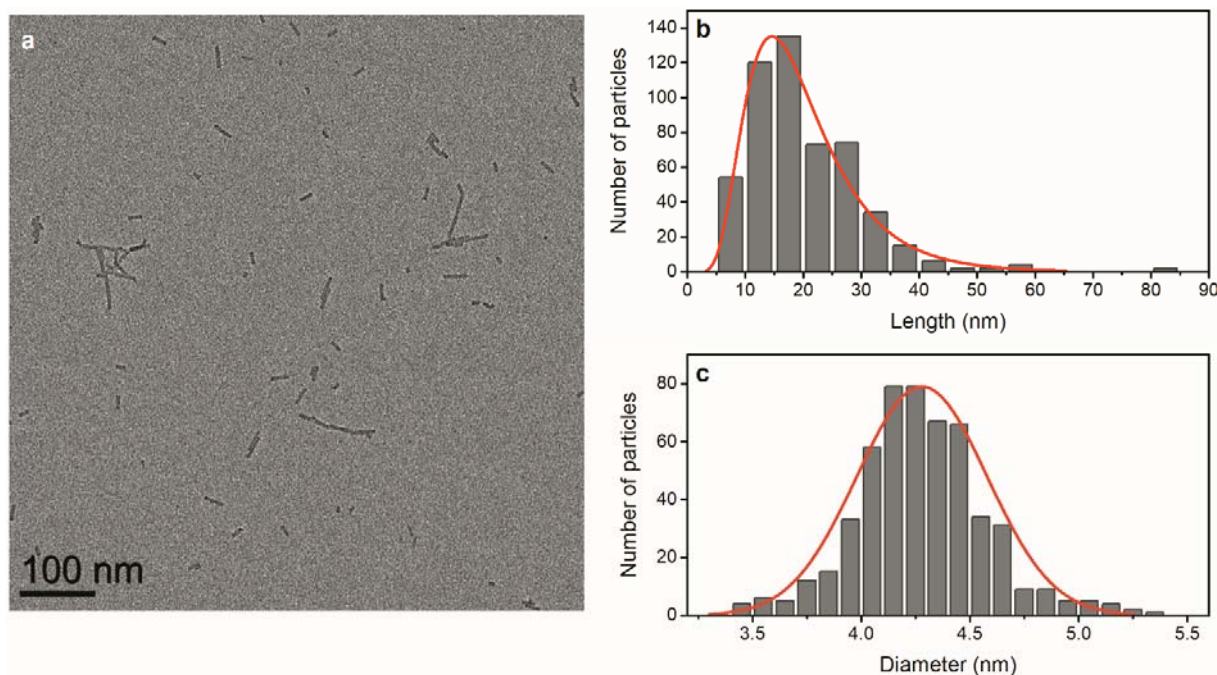 a
100 nm
b
Number of particles
140
120
100
80
60
40
20
0
0 10 20 30 40 50 60 70 80 90
Length (nm)
c
Number of particles
80
60
40
20
0
3.5 4.0 4.5 5.0 5.5
Diameter (nm)